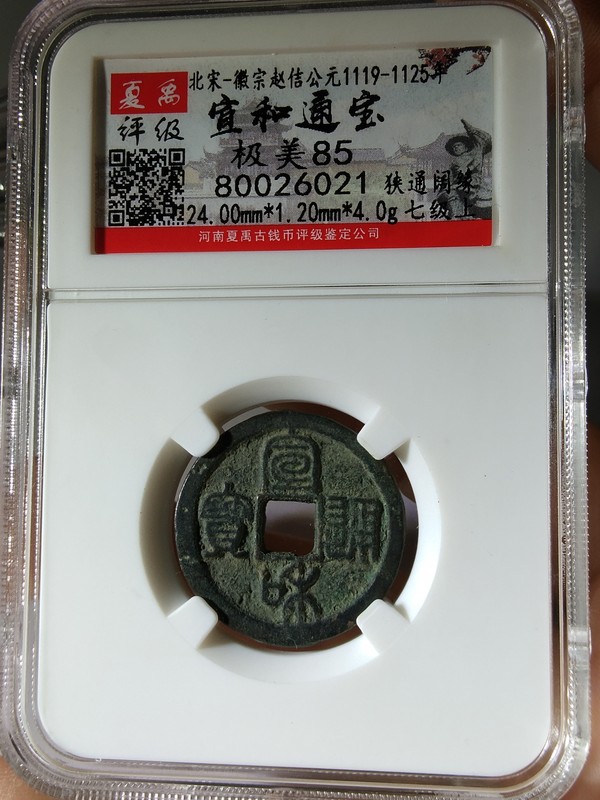 夏禹
评级
北宋-徽宗赵佶公元1119-1125年
宣和通宝
极美85
80026021 狭通阔缘
24.00mm*1.20mm*4.0g 七级上
河南夏禹古钱币评级鉴定公司
宣和通寳